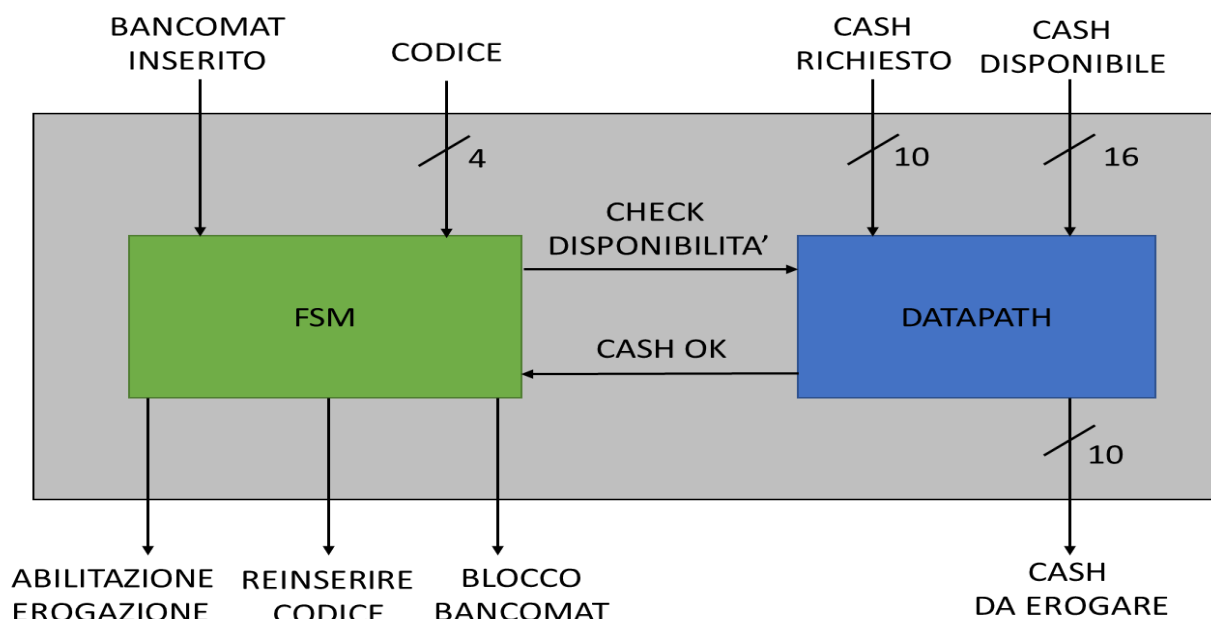 BANCOMAT
INSERITO
CODICE
CASH
RICHIESTO
CASH
DISPONIBILE
4
10
16
CHECK
DISPONIBILITA'
FSM
DATAPATH
CASH OK
10
ABILITAZIONE
EROGAZIONE
REINSERIRE
CODICE
BLOCCO
BANCOMAT
CASH
DA EROGARE